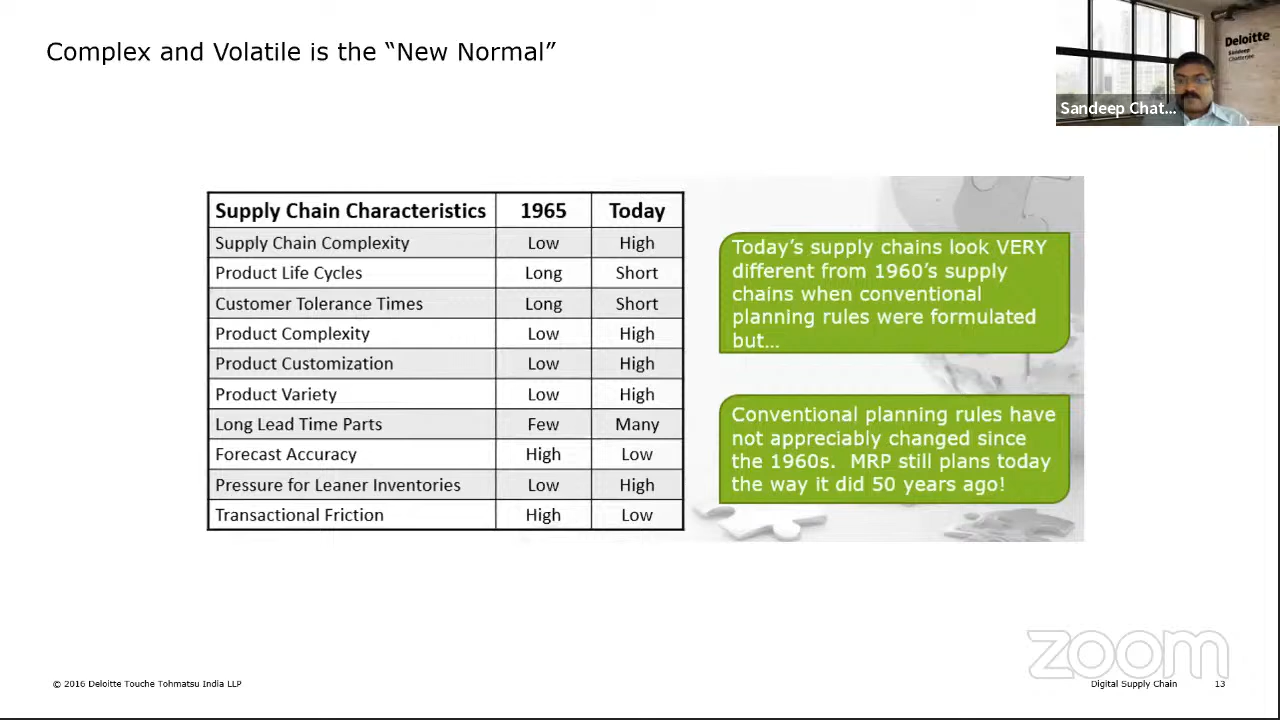 Complex and Volatile is the “New Normal”
Deloitte
Sandeep
Chatterjee
Sandeep Chat...
Supply Chain Characteristics 1965 Today
Supply Chain Complexity Low High
Product Life Cycles Long Short
Customer Tolerance Times Long Short
Product Complexity Low High
Product Customization Low High
Product Variety Low High
Long Lead Time Parts Few Many
Forecast Accuracy High Low
Pressure for Leaner Inventories Low High
Transactional Friction High Low
Today’s supply chains look VERY
different from 1960’s supply
chains when conventional
planning rules were formulated
but…
Conventional planning rules have
not appreciably changed since
the 1960s. MRP still plans today
the way it did 50 years ago!
zoom
© 2016 Deloitte Touche Tohmatsu India LLP
Digital Supply Chain 13